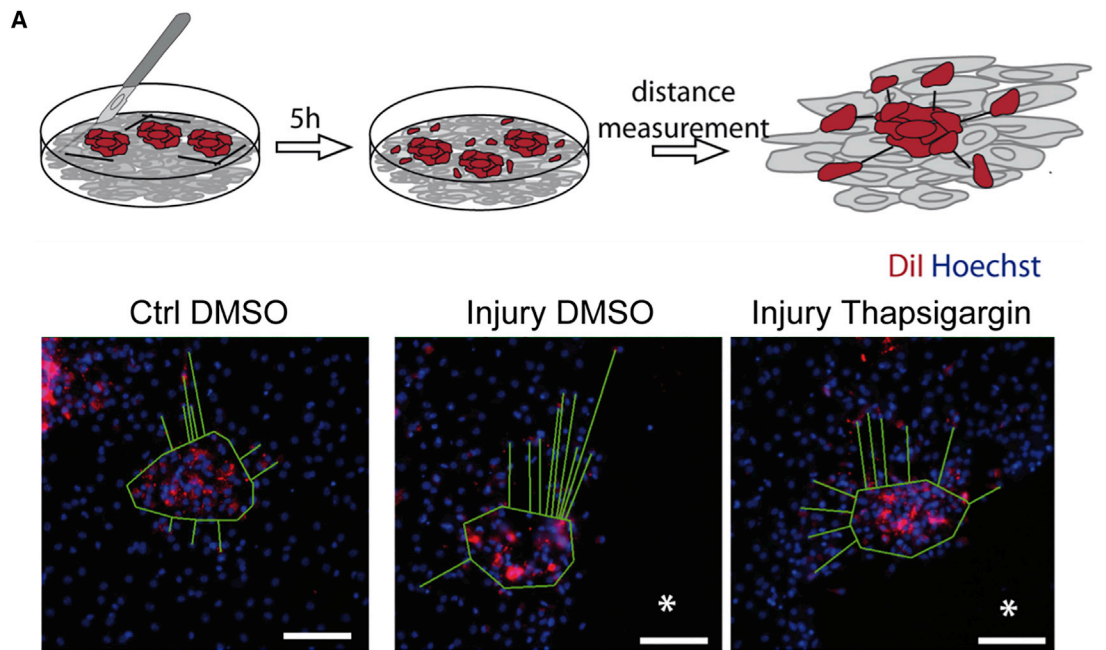 A
5h
distance
measurement
DiI Hoechst
Ctrl DMSO
Injury DMSO
Injury Thapsigargin
*
*